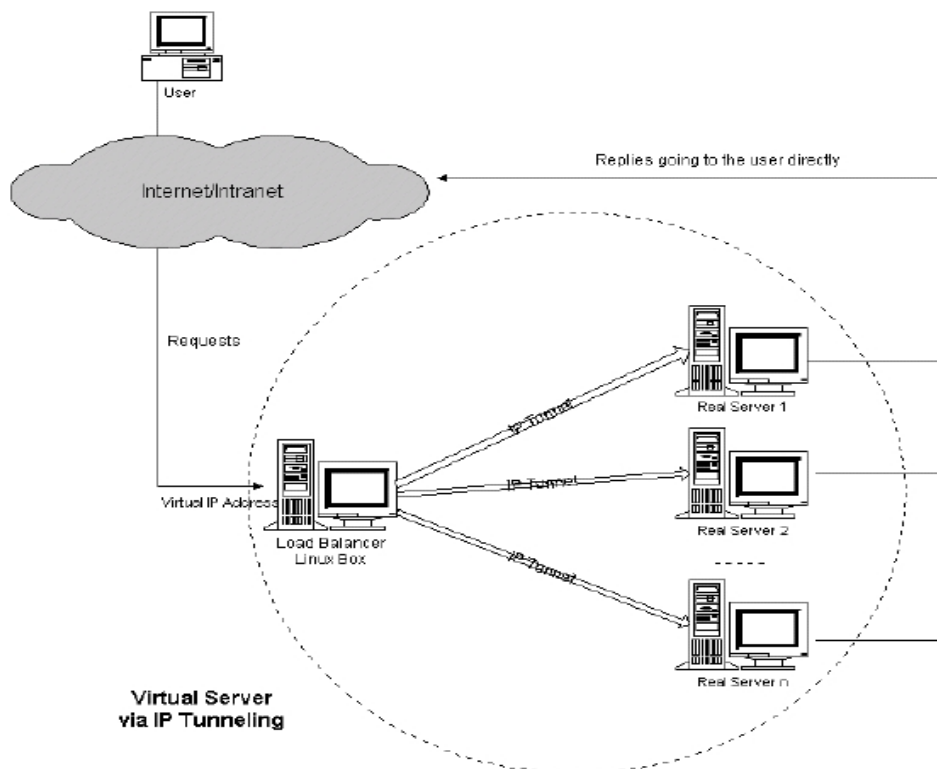 User
Internet/Intranet
Replies going to the user directly
Requests
IP Tunnel
Real Server 1
Virtual IP Address
IP Tunnel
Real Server 2
Load Balancer
Linux Box
IP Tunnel
Real Server n
Virtual Server
via IP Tunneling